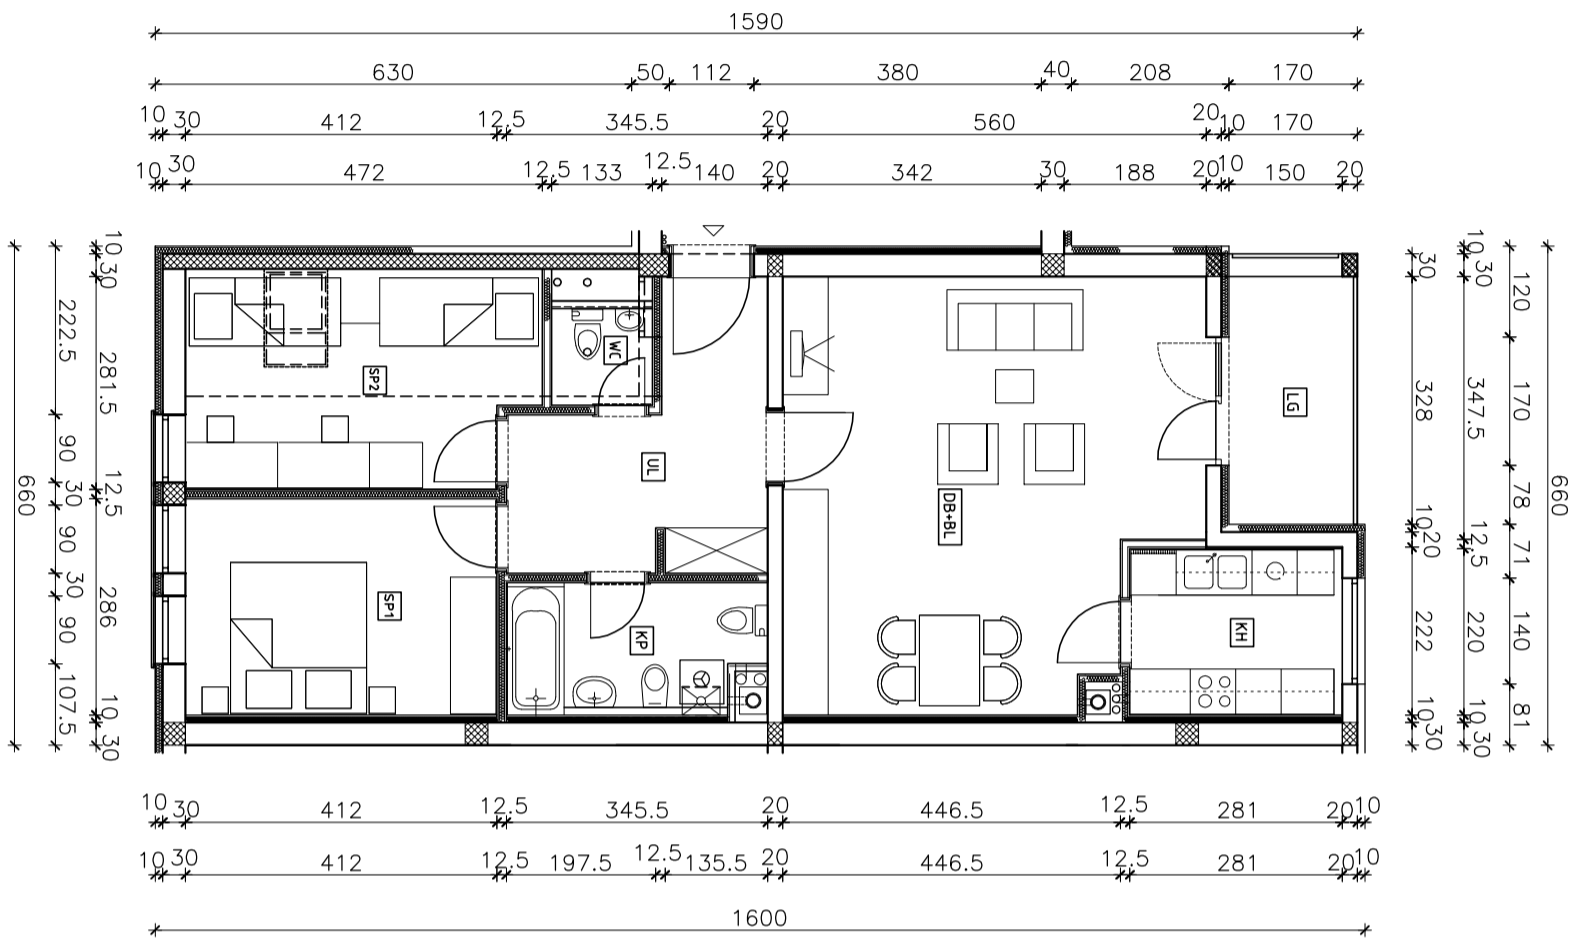 1590
630 50 112 380 40 208 170
10 30 412 12.5 345.5 20 560 20 10 170
10 30 472 12.5 133 12.5 140 20 342 30 188 20 10 150 20
660
222.5 90 30 90 30 90 107.5
10 30 281.5 12.5 286 10 30
SP2
WC
UL
SP1
KP
DB+BL
LG
KH
30 328 10 20 222 10 30
10 30 347.5 12.5 220 10 30
120 170 78 71 140 81
660
10 30 412 12.5 345.5 20 446.5 12.5 281 20 10
10 30 412 12.5 197.5 12.5 135.5 20 446.5 12.5 281 20 10
1600